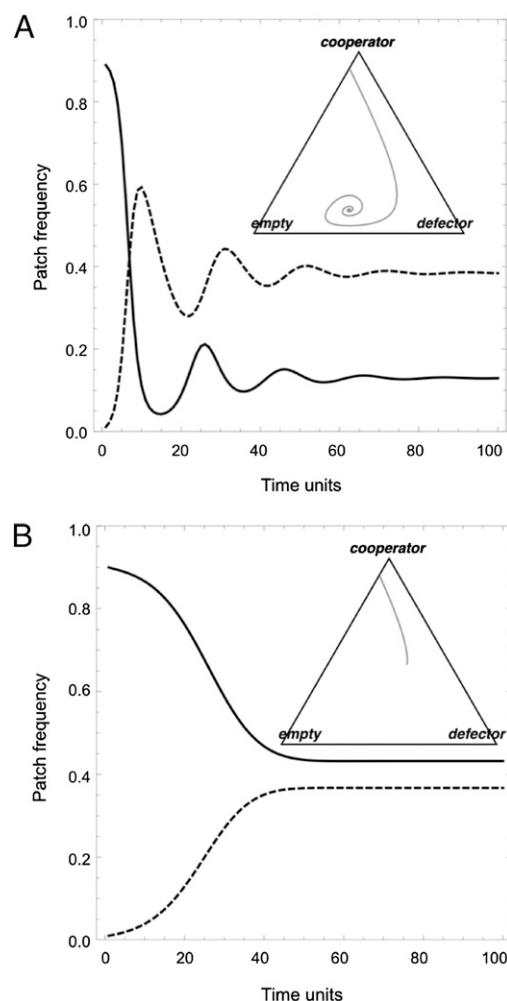 A
1.0
0.8
0.6
0.4
0.2
0.0
Patch frequency
cooperator
empty
defector
0 20 40 60 80 100
Time units
B
1.0
0.8
0.6
0.4
0.2
0.0
Patch frequency
cooperator
empty
defector
0 20 40 60 80 100
Time units